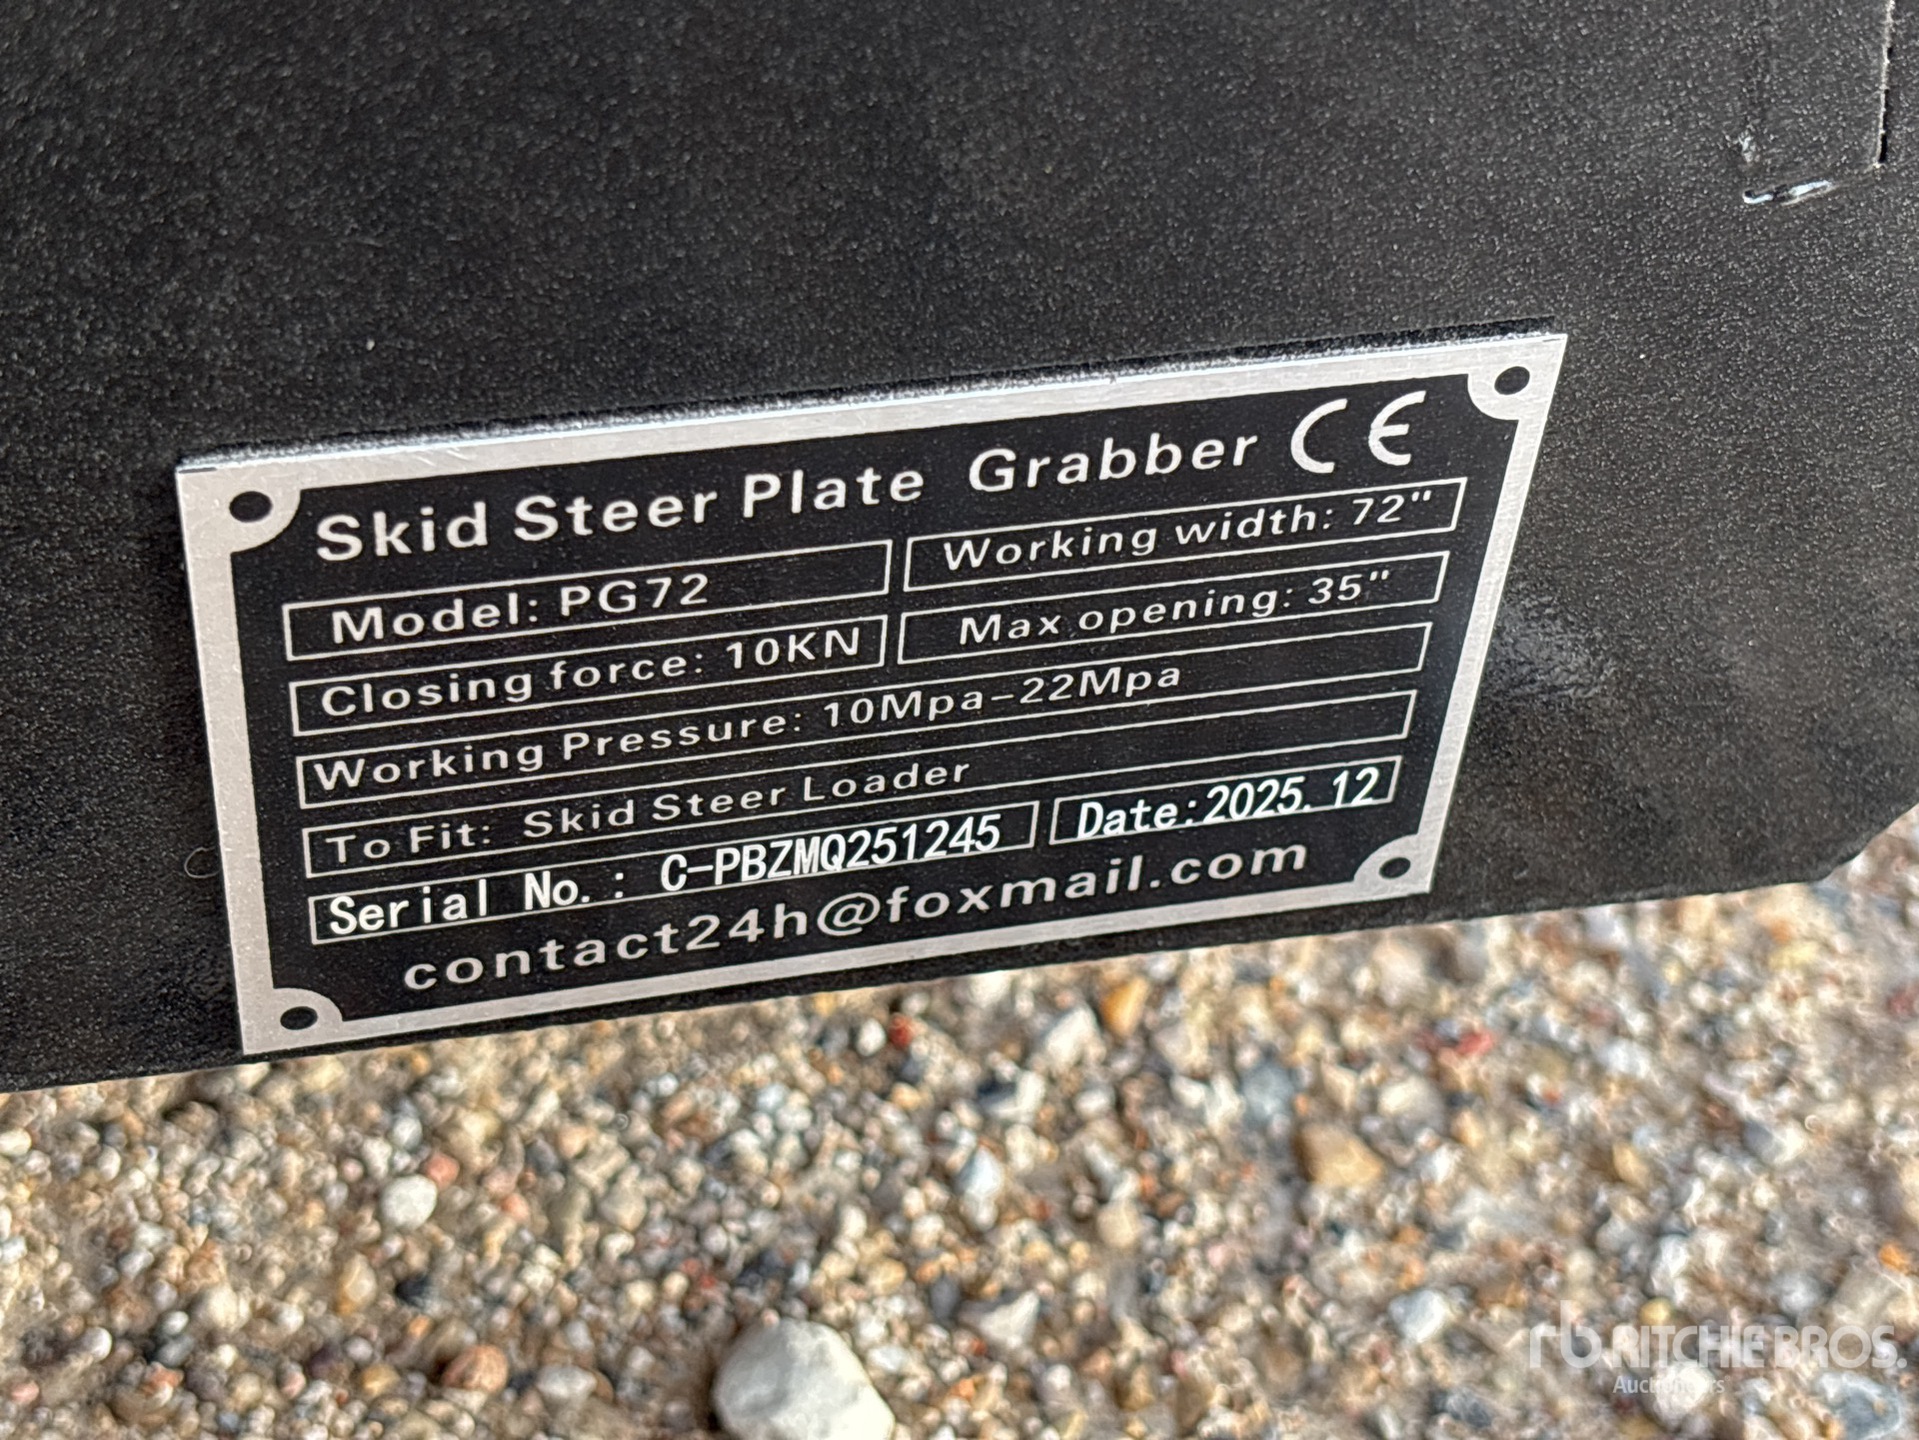 Skid Steer Plate Grabber CE
Model: PG72
Working width: 72"
Closing force: 10KN
Max opening: 35"
Working Pressure: 10Mpa-22Mpa
To Fit: Skid Steer Loader
Serial No.: C-PBZMQ251245
Date:2025.12
contact24h@foxmail.com
rb RITCHIE BROS.
Auctioneers